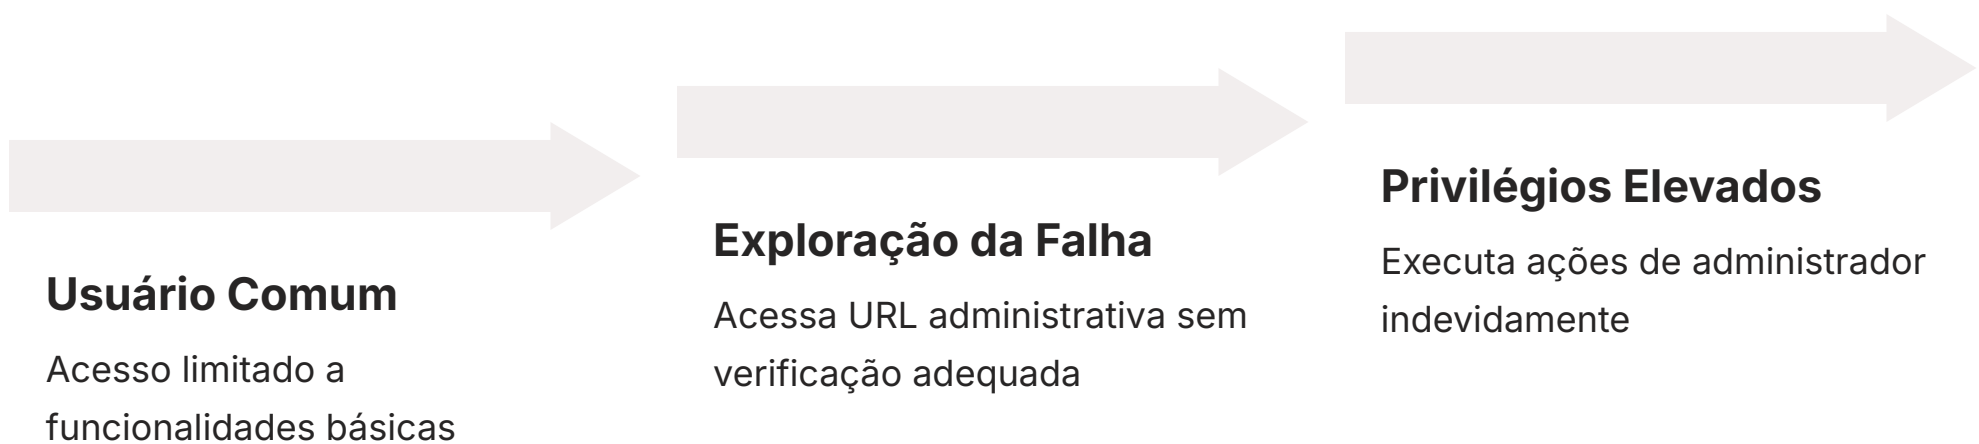 Usuário Comum
Acesso limitado a
funcionalidades básicas
Exploração da Falha
Acessa URL administrativa sem
verificação adequada
Privilégios Elevados
Executa ações de administrador
indevidamente